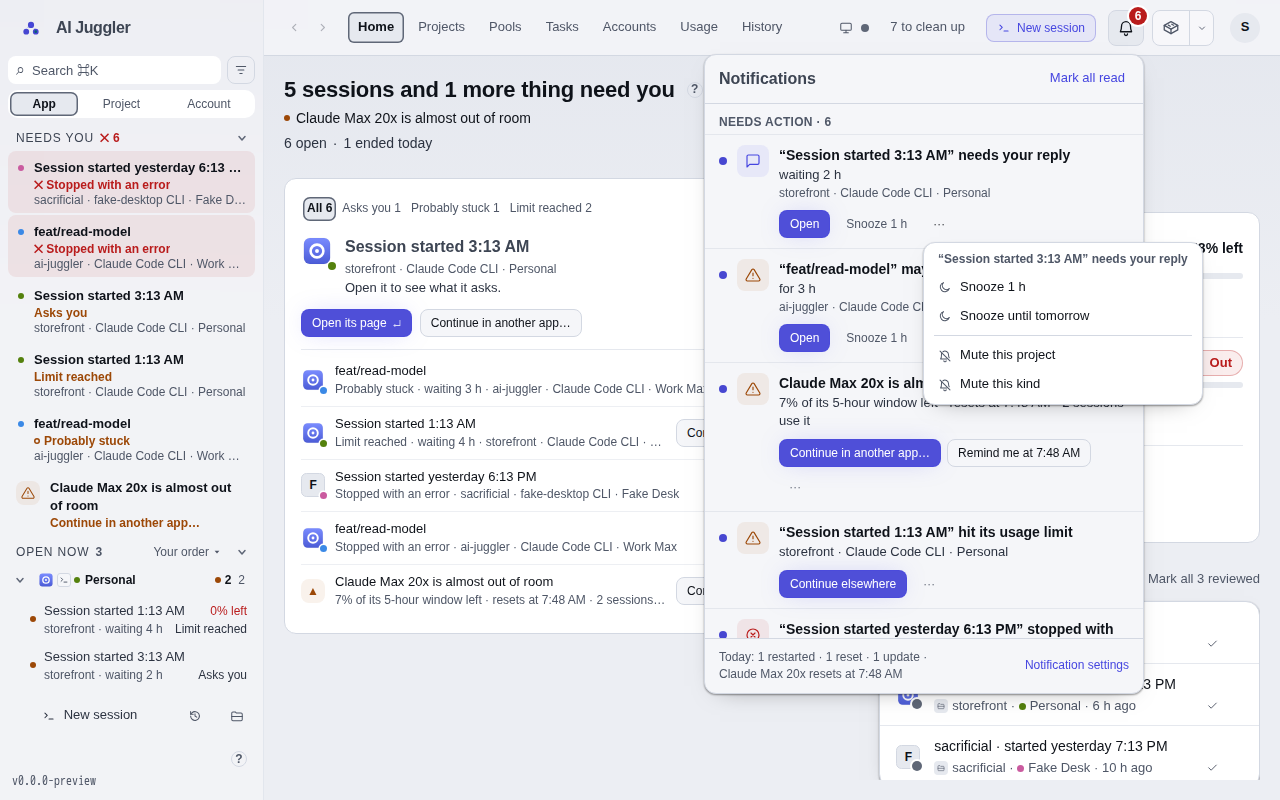 AI Juggler
Search ⌘K
App
Project
Account
NEEDS YOU 6
Session started yesterday 6:13 …
Stopped with an error
sacrificial · fake-desktop CLI · Fake D…
feat/read-model
Stopped with an error
ai-juggler · Claude Code CLI · Work …
Session started 3:13 AM
Asks you
storefront · Claude Code CLI · Personal
Session started 1:13 AM
Limit reached
storefront · Claude Code CLI · Personal
feat/read-model
Probably stuck
ai-juggler · Claude Code CLI · Work …
Claude Max 20x is almost out
of room
Continue in another app…
OPEN NOW 3
Your order
Personal
2 2
Session started 1:13 AM 0% left
storefront · waiting 4 h Limit reached
Session started 3:13 AM
storefront · waiting 2 h Asks you
New session
?
v0.0.0-preview
Home
Projects
Pools
Tasks
Accounts
Usage
History
7 to clean up
New session
6
S
5 sessions and 1 more thing need you ?
Claude Max 20x is almost out of room
6 open · 1 ended today
All 6 Asks you 1 Probably stuck 1 Limit reached 2
Session started 3:13 AM
storefront · Claude Code CLI · Personal
Open it to see what it asks.
Open its page
Continue in another app…
feat/read-model
Probably stuck · waiting 3 h · ai-juggler · Claude Code CLI · Work Ma
Session started 1:13 AM
Limit reached · waiting 4 h · storefront · Claude Code CLI · …
F
Session started yesterday 6:13 PM
Stopped with an error · sacrificial · fake-desktop CLI · Fake Desk
feat/read-model
Stopped with an error · ai-juggler · Claude Code CLI · Work Max
Claude Max 20x is almost out of room
7% of its 5-hour window left · resets at 7:48 AM · 2 sessions…
Notifications
Mark all read
NEEDS ACTION · 6
“Session started 3:13 AM” needs your reply
waiting 2 h
storefront · Claude Code CLI · Personal
Open
Snooze 1 h
…
“feat/read-model”
for 3 h
ai-juggler · Claude
Open
Snooze 1 h
Claude Max 20x is
7% of its 5-hour window
use it
Continue in another app…
Remind me at 7:48 AM
…
“Session started 1:13 AM” hit its usage limit
storefront · Claude Code CLI · Personal
Continue elsewhere
…
“Session started yesterday 6:13 PM” stopped with
Today: 1 restarted · 1 reset · 1 update ·
Claude Max 20x resets at 7:48 AM
Notification settings
“Session started 3:13 AM” needs your reply
Snooze 1 h
Snooze until tomorrow
Mute this project
Mute this kind
% left
Out
Mark all 3 reviewed
PM
storefront · Personal · 6 h ago
F
sacrificial · started yesterday 7:13 PM
sacrificial · Fake Desk · 10 h ago